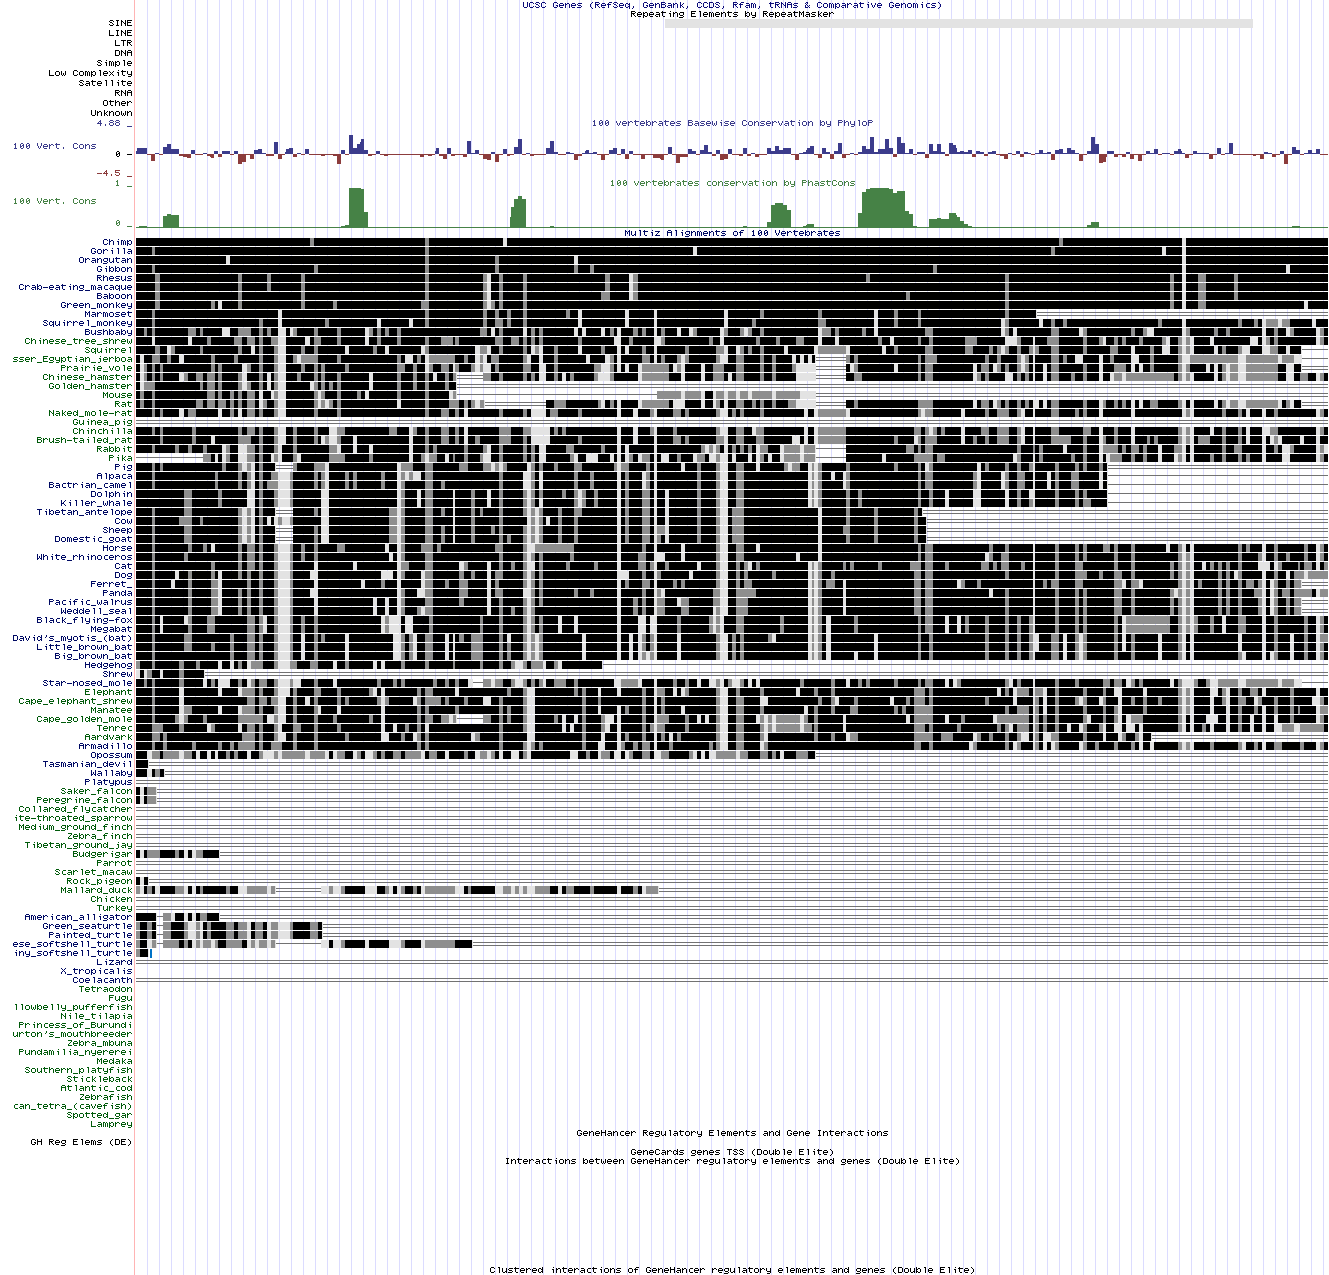 UCSC Genes (RefSeq, GenBank, CCDS, Rfam, tRNAs & Comparative Genomics)
Repeating Elements by RepeatMasker
SINE
LINE
LTR
DNA
Simple
Low Complexity
Satellite
RNA
Other
Unknown
4.88 _
100 vertebrates Basewise Conservation by PhyloP
100 Vert. Cons
0 _
-4.5 _
100 vertebrates conservation by PhastCons
1 _
100 Vert. Cons
0 _
Multiz Alignments of 100 Vertebrates
Chimp
Gorilla
Orangutan
Gibbon
Rhesus
Crab-eating_macaque
Baboon
Green_monkey
Marmoset
Squirrel_monkey
Bushbaby
Chinese_tree_shrew
Squirrel
sser_Egyptian_jerboa
Prairie_vole
Chinese_hamster
Golden_hamster
Mouse
Rat
Naked_mole-rat
Guinea_pig
Chinchilla
Brush-tailed_rat
Rabbit
Pika
Pig
Alpaca
Bactrian_camel
Dolphin
Killer_whale
Tibetan_antelope
Cow
Sheep
Domestic_goat
Horse
White_rhinoceros
Cat
Dog
Ferret_
Panda
Pacific_walrus
Weddell_seal
Black_flying-fox
Megabat
David's_myotis_(bat)
Little_brown_bat
Big_brown_bat
Hedgehog
Shrew
Star-nosed_mole
Elephant
Cape_elephant_shrew
Manatee
Cape_golden_mole
Tenrec
Aardvark
Armadillo
Opossum
Tasmanian_devil
Wallaby
Platypus
Saker_falcon
Peregrine_falcon
Collared_flycatcher
ite-throated_sparrow
Medium_ground_finch
Zebra_finch
Tibetan_ground_jay
Budgerigar
Parrot
Scarlet_macaw
Rock_pigeon
Mallard_duck
Chicken
Turkey
American_alligator
Green_seaturtle
Painted_turtle
ese_softshell_turtle
iny_softshell_turtle
Lizard
X_tropicalis
Coelacanth
Tetraodon
Fugu
llowbelly_pufferfish
Nile_tilapia
Princess_of_Burundi
urton's_mouthbreeder
Zebra_mbuna
Pundamilia_nyererei
Medaka
Southern_platyfish
Stickleback
Atlantic_cod
Zebrafish
can_tetra_(cavefish)
Spotted_gar
Lamprey
GeneHancer Regulatory Elements and Gene Interactions
GH Reg Elems (DE)
GeneCards genes TSS (Double Elite)
Interactions between GeneHancer regulatory elements and genes (Double Elite)
Clustered interactions of GeneHancer regulatory elements and genes (Double Elite)